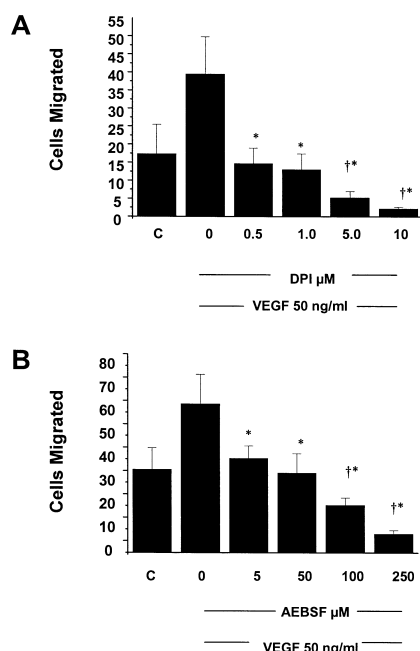 A
Cells Migrated
55
50
45
40
35
30
25
20
15
10
5
0
* * †* †*
C 0 0.5 1.0 5.0 10
DPI µM
VEGF 50 ng/ml
B
Cells Migrated
80
70
60
50
40
30
20
10
0
* * †* †*
C 0 5 50 100 250
AEBSF µM
VEGF 50 ng/ml